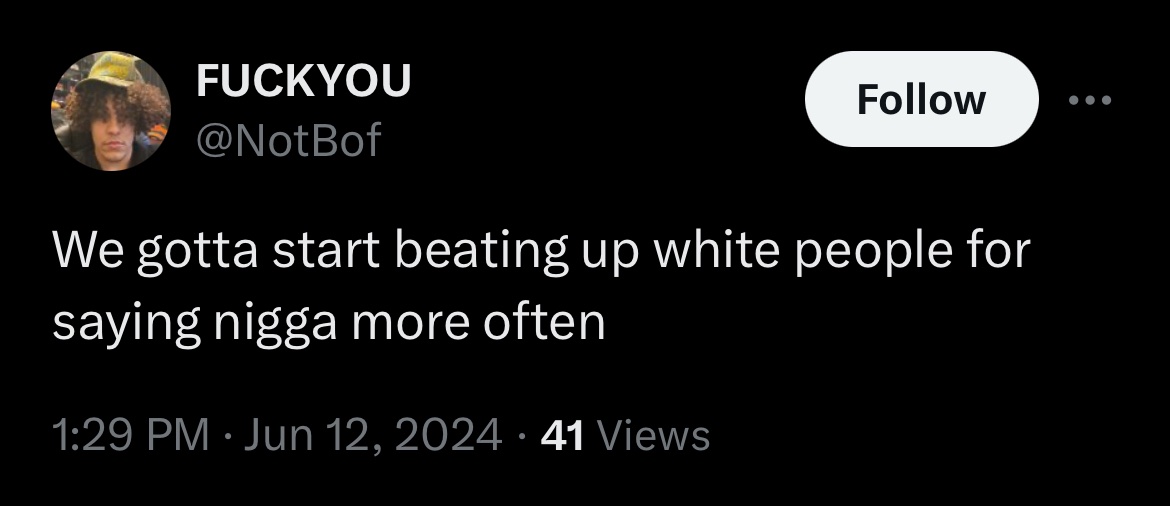 FUCKYOU
@NotBof
Follow
We gotta start beating up white people for
saying nigga more often
1:29 PM · Jun 12, 2024 · 41 Views